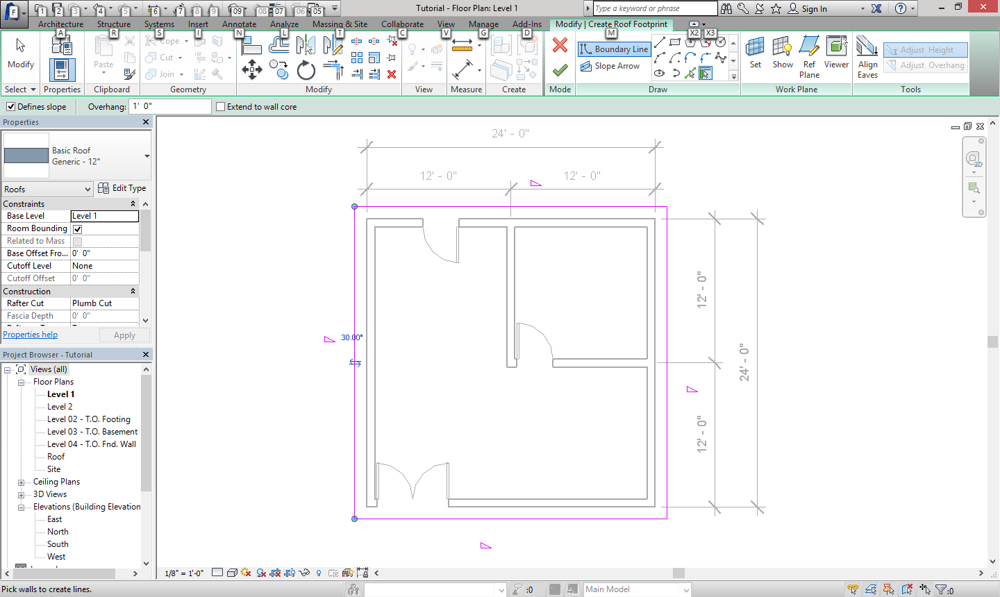 Tutorial - Floor Plan: Level 1
Type a keyword or phrase
Sign In
F
1 2 3 4 5 6 7 8 9 09 08 07 06 05
Architecture Structure Systems Insert Annotate Analyze Massing & Site Collaborate View Manage Add-Ins Modify | Create Roof Footprint
A R S I N L T C V G D M X2 X3
Modify
Properties
Paste
Cope
Cut
Join
Boundary Line
Slope Arrow
Set
Show
Ref Plane
Viewer
Align Eaves
Adjust Height
Adjust Overhang
Select Properties Clipboard Geometry Modify View Measure Create Mode Draw Work Plane Tools
Defines slope Overhang: 1' 0" Extend to wall core
Properties
Basic Roof
Generic - 12"
Roofs Edit Type
Constraints
Base Level Level 1
Room Bounding
Related to Mass
Base Offset Fro... 0' 0"
Cutoff Level None
Cutoff Offset 0' 0"
Construction
Rafter Cut Plumb Cut
Fascia Depth 0' 0"
Properties help Apply
Project Browser - Tutorial
Views (all)
Floor Plans
Level 1
Level 2
Level 02 - T.O. Footing
Level 03 - T.O. Basement
Level 04 - T.O. Fnd. Wall
Roof
Site
Ceiling Plans
3D Views
Elevations (Building Elevation
East
North
South
West
24' - 0"
12' - 0" 12' - 0"
30.00°
12' - 0"
24' - 0"
12' - 0"
2D
1/8" = 1'-0"
Pick walls to create lines.
:0
Main Model
:0